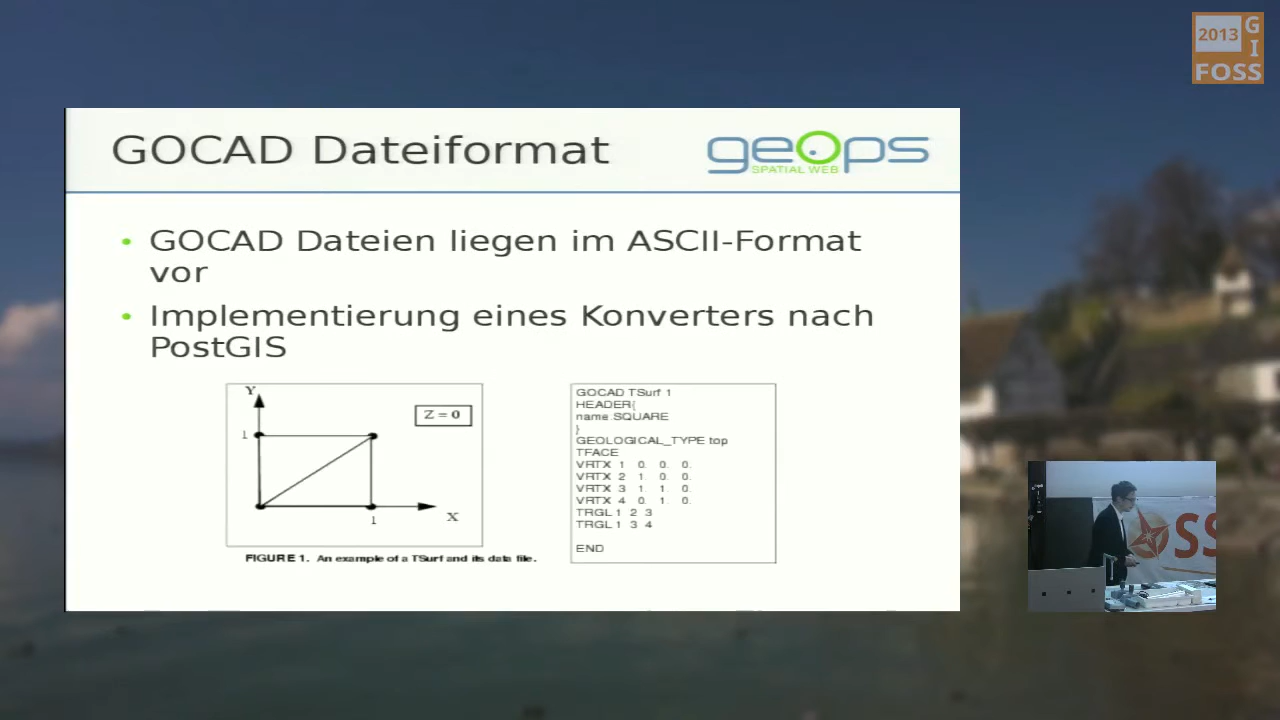 2013 G
I
FOSS
GOCAD Dateiformat
geOps
SPATIAL WEB
• GOCAD Dateien liegen im ASCII-Format
vor
• Implementierung eines Konverters nach
PostGIS
Y
Z = 0
1
1
X
FIGURE 1. An example of a TSurf and its data file.
GOCAD TSurf 1
HEADER{
name SQUARE
}
GEOLOGICAL_TYPE top
TFACE
VRTX 1 0. 0. 0.
VRTX 2 1. 0. 0.
VRTX 3 1. 1. 0.
VRTX 4 0. 1. 0.
TRGL 1 2 3
TRGL 1 3 4
END
OSS